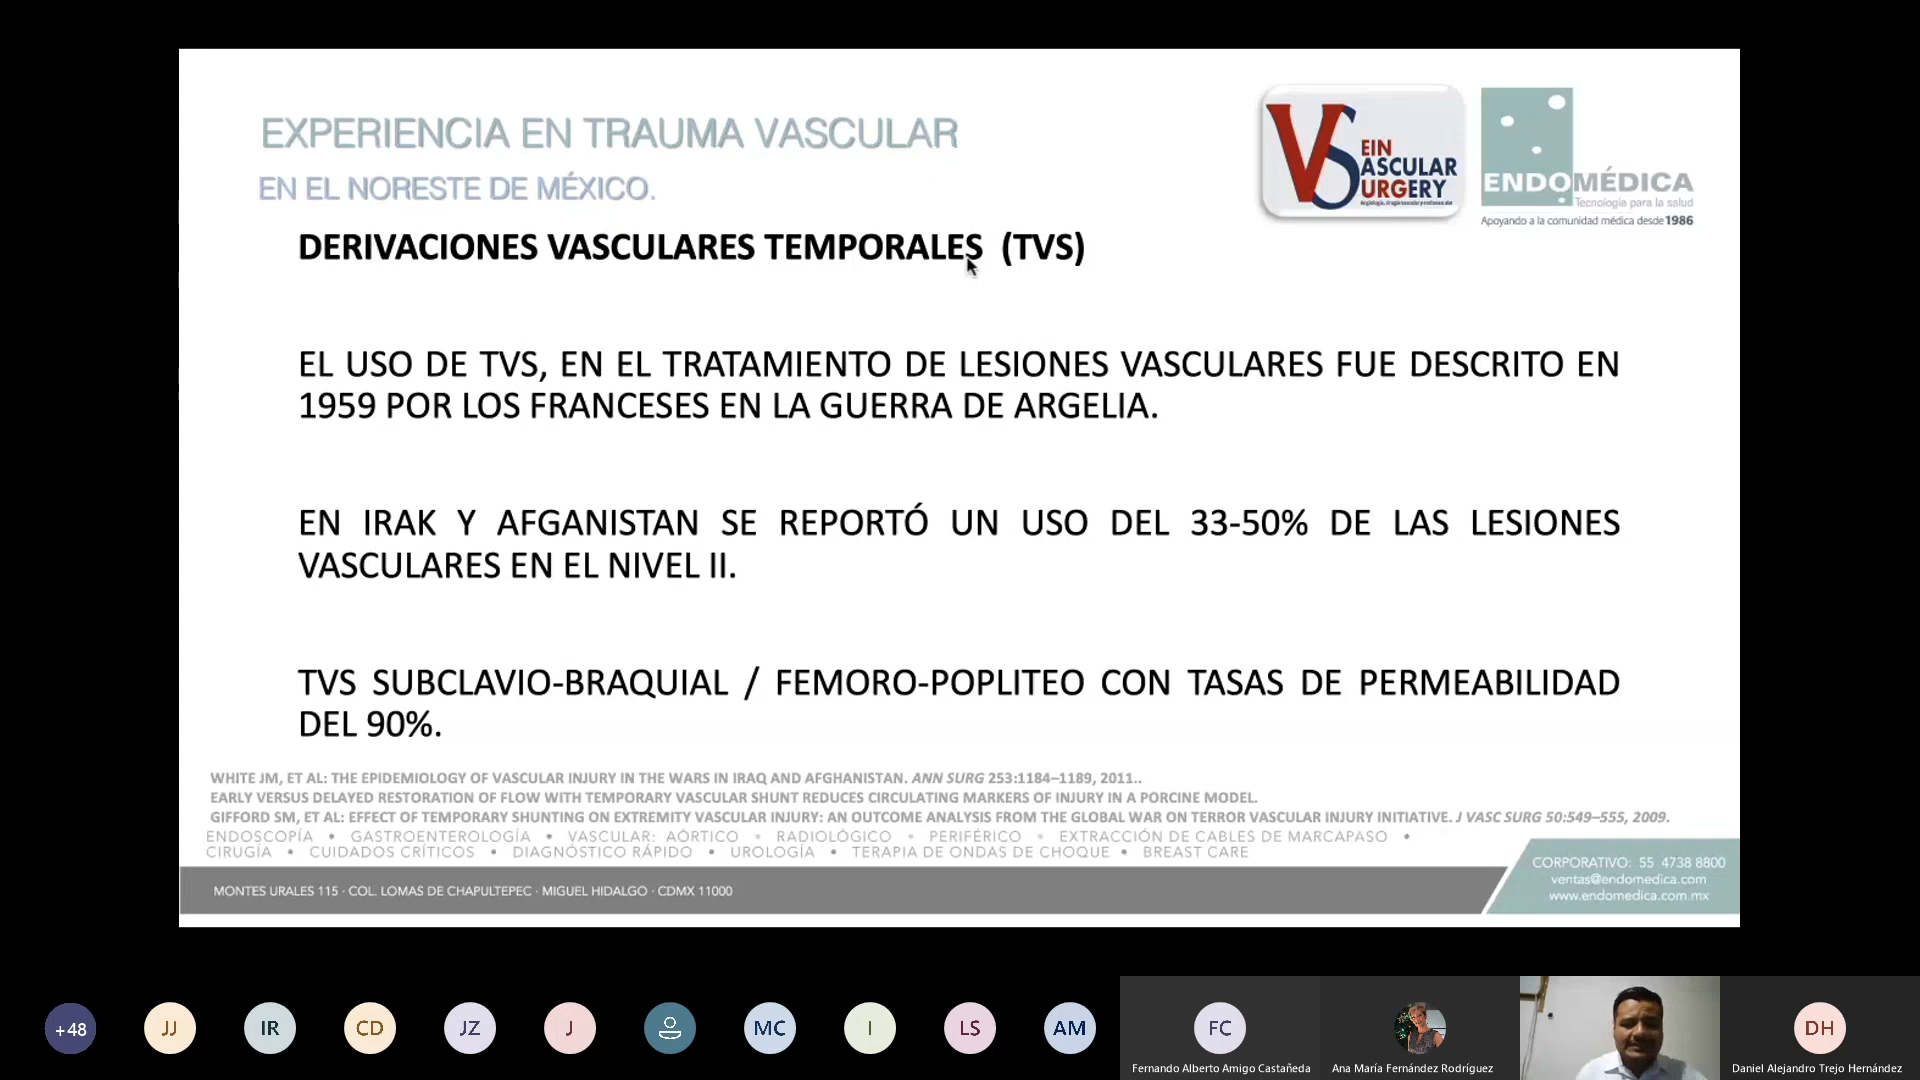 EXPERIENCIA EN TRAUMA VASCULAR
EN EL NORESTE DE MÉXICO.
VS
EIN
ASCULAR
URGERY
ENDOMÉDICA
Tecnología para la salud
Apoyando a la comunidad médica desde 1986
DERIVACIONES VASCULARES TEMPORALES (TVS)
EL USO DE TVS, EN EL TRATAMIENTO DE LESIONES VASCULARES FUE DESCRITO EN
1959 POR LOS FRANCESES EN LA GUERRA DE ARGELIA.
EN IRAK Y AFGANISTAN SE REPORTÓ UN USO DEL 33-50% DE LAS LESIONES
VASCULARES EN EL NIVEL II.
TVS SUBCLAVIO-BRAQUIAL / FEMORO-POPLITEO CON TASAS DE PERMEABILIDAD
DEL 90%.
WHITE JM, ET AL: THE EPIDEMIOLOGY OF VASCULAR INJURY IN THE WARS IN IRAQ AND AFGHANISTAN. ANN SURG 253:1184–1189, 2011..
EARLY VERSUS DELAYED RESTORATION OF FLOW WITH TEMPORARY VASCULAR SHUNT REDUCES CIRCULATING MARKERS OF INJURY IN A PORCINE MODEL.
GIFFORD SM, ET AL: EFFECT OF TEMPORARY SHUNTING ON EXTREMITY VASCULAR INJURY: AN OUTCOME ANALYSIS FROM THE GLOBAL WAR ON TERROR VASCULAR INJURY INITIATIVE. J VASC SURG 50:549–555, 2009.
ENDOSCOPÍA • GASTROENTEROLOGÍA • VASCULAR: AÓRTICO • RADIOLÓGICO • PERIFÉRICO • EXTRACCIÓN DE CABLES DE MARCAPASO •
CIRUGÍA • CUIDADOS CRÍTICOS • DIAGNÓSTICO RÁPIDO • UROLOGÍA • TERAPIA DE ONDAS DE CHOQUE • BREAST CARE
MONTES URALES 115 · COL. LOMAS DE CHAPULTEPEC · MIGUEL HIDALGO · CDMX 11000
CORPORATIVO: 55 4738 8800
ventas@endomedica.com
www.endomedica.com.mx
+48
JJ
IR
CD
JZ
J
MC
I
LS
AM
FC
DH
Fernando Alberto Amigo Castañeda
Ana María Fernández Rodríguez
Daniel Alejandro Trejo Hernández